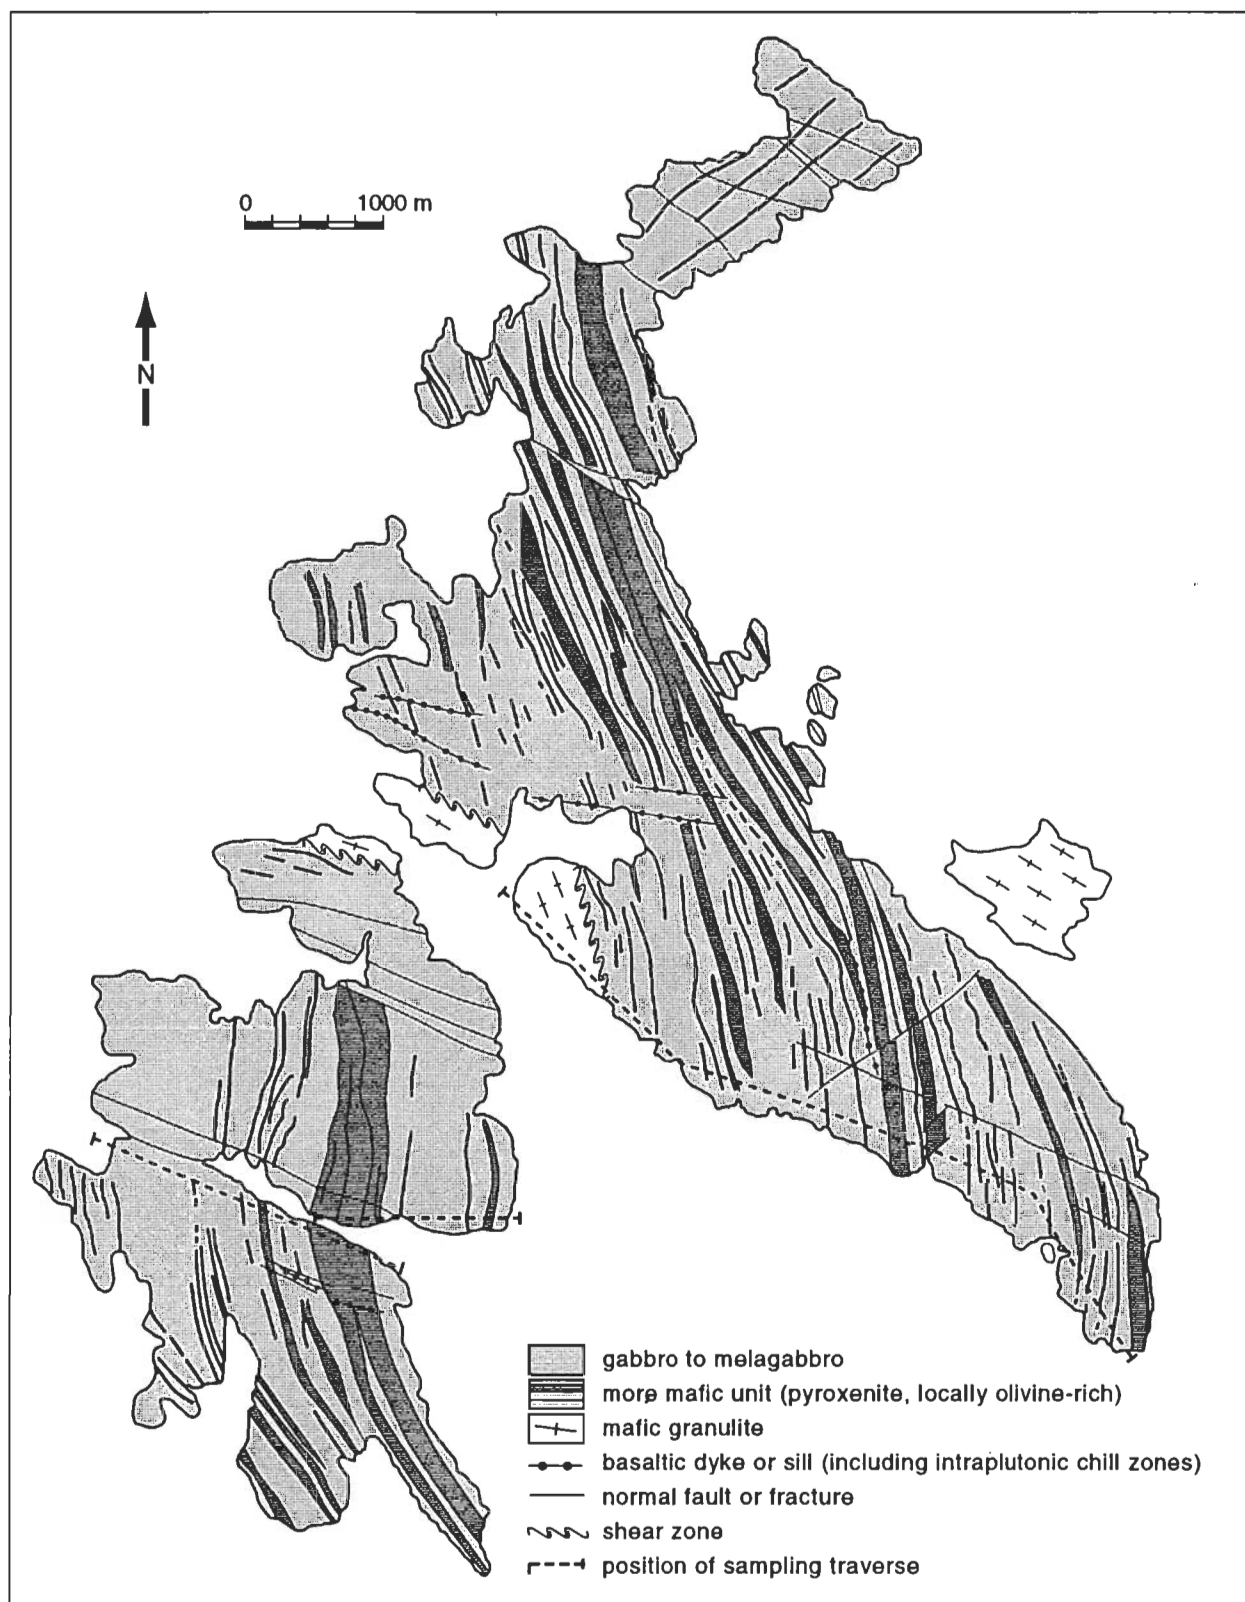 0 1000 m
N
gabbro to melagabbro
more mafic unit (pyroxenite, locally olivine-rich)
mafic granulite
basaltic dyke or sill (including intraplutonic chill zones)
normal fault or fracture
shear zone
position of sampling traverse